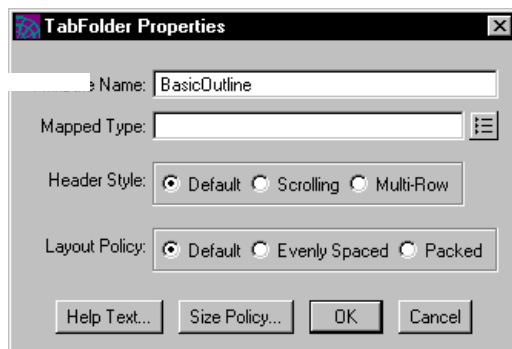 TabFolder Properties
Name: BasicOutline
Mapped Type:
Header Style: Default Scrolling Multi-Row
Layout Policy: Default Evenly Spaced Packed
Help Text... Size Policy... OK Cancel